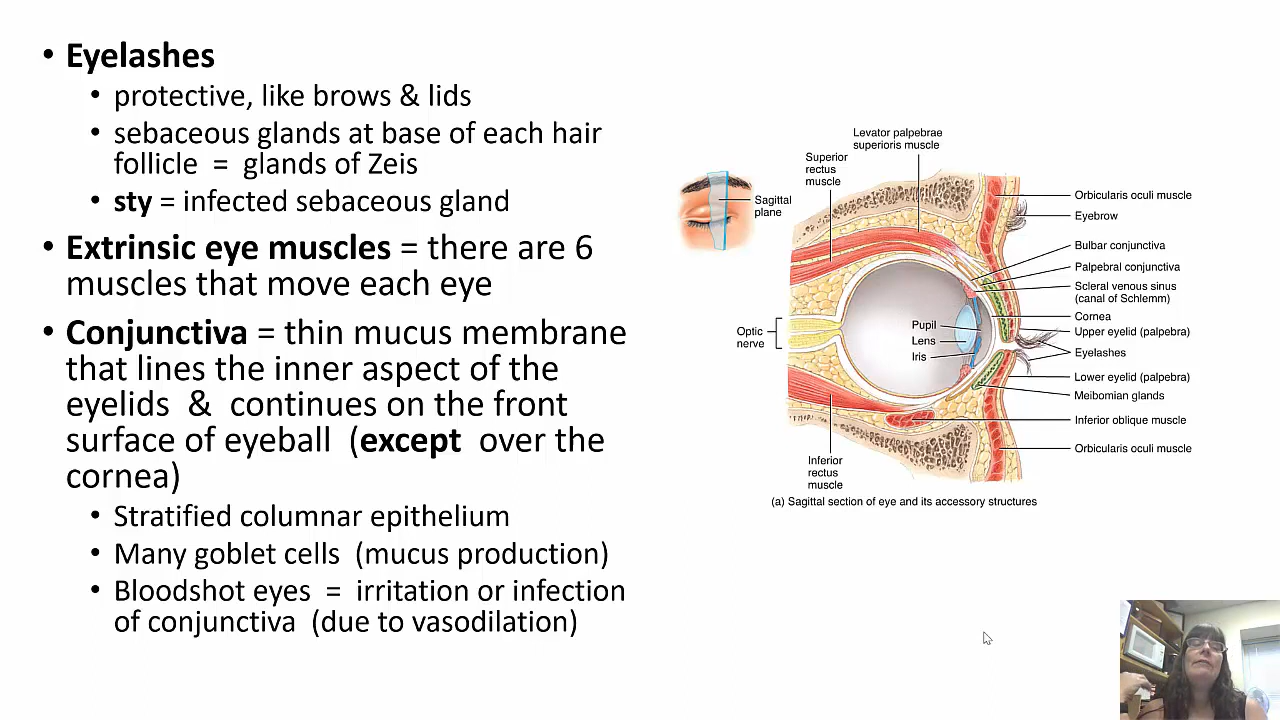 • Eyelashes
• protective, like brows & lids
• sebaceous glands at base of each hair
follicle = glands of Zeis
• sty = infected sebaceous gland
• Extrinsic eye muscles = there are 6
muscles that move each eye
• Conjunctiva = thin mucus membrane
that lines the inner aspect of the
eyelids & continues on the front
surface of eyeball (except over the
cornea)
• Stratified columnar epithelium
• Many goblet cells (mucus production)
• Bloodshot eyes = irritation or infection
of conjunctiva (due to vasodilation)
Levator palpebrae
superioris muscle
Superior
rectus
muscle
Sagittal
plane
Optic
nerve
Pupil
Lens
Iris
Inferior
rectus
muscle
Orbicularis oculi muscle
Eyebrow
Bulbar conjunctiva
Palpebral conjunctiva
Scleral venous sinus
(canal of Schlemm)
Cornea
Upper eyelid (palpebra)
Eyelashes
Lower eyelid (palpebra)
Meibomian glands
Inferior oblique muscle
Orbicularis oculi muscle
(a) Sagittal section of eye and its accessory structures